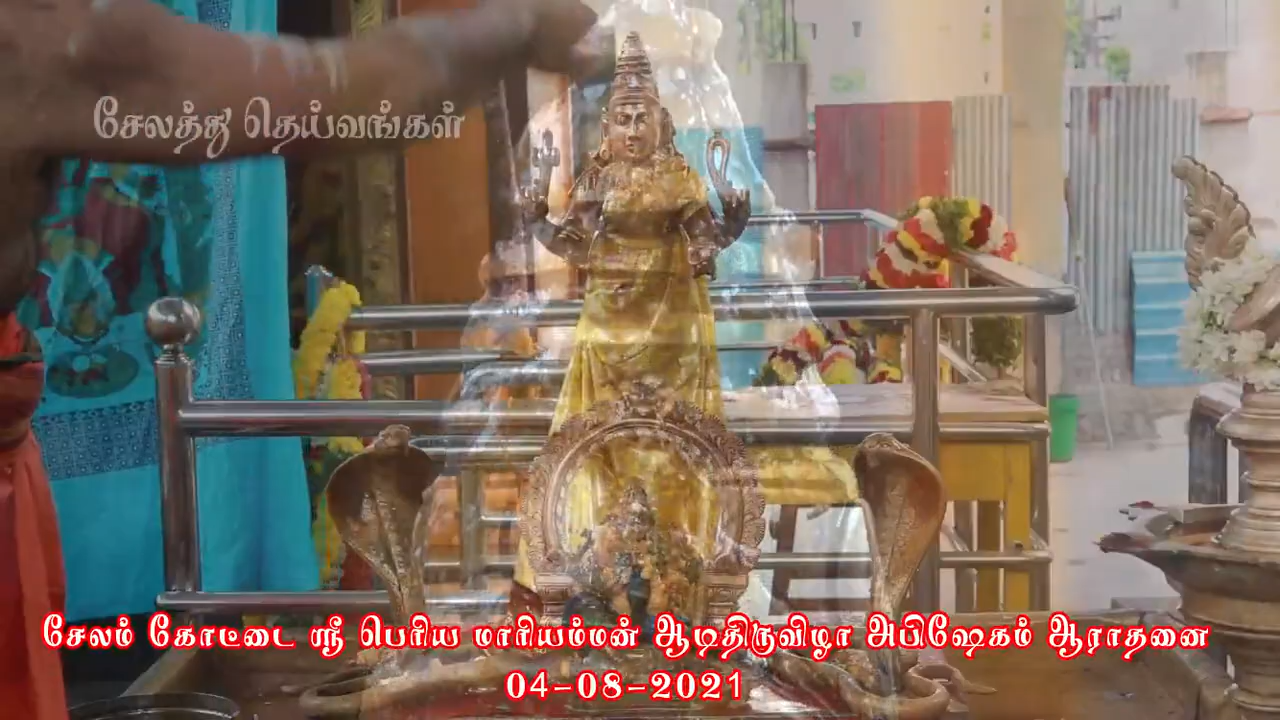 சேலத்து தெய்வங்கள்
சேலம் கோட்டை ஸ்ரீ பெரிய மாரியம்மன் ஆடிதிருவிழா அபிஷேகம் ஆராதனை
04-08-2021